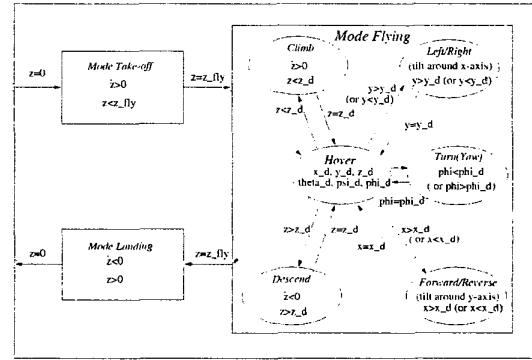 Mode Flying
Climb
ż>0
z<z_d
Left/Right
(tilt around x-axis)
y>y_d (or y<y_d)
z=0
Mode Take-off
ż>0
z<z_fly
z=z_fly
y>y_d
(or y<y_d)
z<z_d
z=z_d
y=y_d
Hover
x_d, y_d, z_d
theta_d, psi_d, phi_d
Turn(Yaw)
phi<phi_d
( or phi>phi_d)
phi=phi_d
z>z_d
z=z_d
x=x_d
x>x_d
( or x<x_d)
z=0
Mode Landing
ż<0
z>0
z=z_fly
Descend
ż<0
z>z_d
Forward/Reverse
(tilt around y-axis)
x>x_d (or x<x_d)